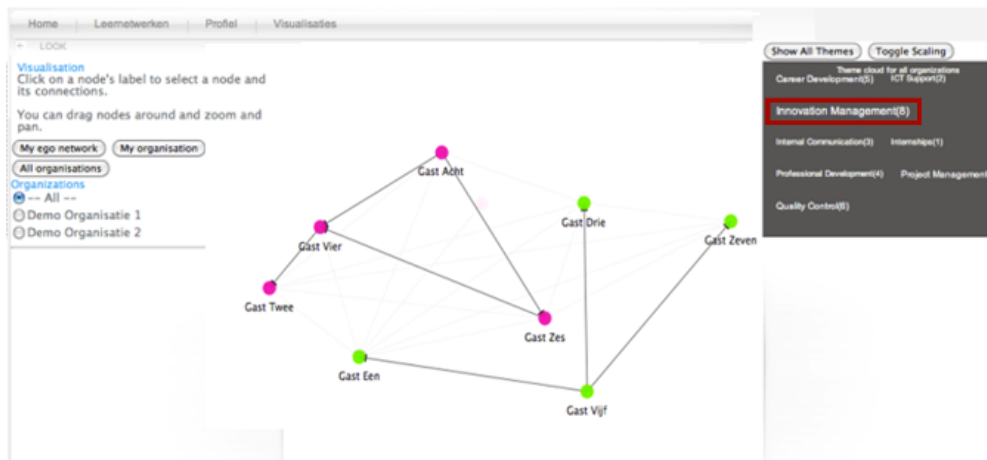 Home Leernetwerken Profiel Visualisaties
LOOK
Visualisation
Click on a node's label to select a node and
its connections.
You can drag nodes around and zoom and
pan.
My ego network My organisation
All organisations
Organizations
-- All --
Demo Organisatie 1
Demo Organisatie 2
Gast Acht
Gast Drie
Gast Vier
Gast Zeven
Gast Twee
Gast Zes
Gast Een
Gast Vijf
Show All Themes Toggle Scaling
Theme cloud for all organizations
Career Development(5) ICT Support(2)
Innovation Management(8)
Internal Communication(3) Internships(1)
Professional Development(4) Project Management
Quality Control(6)